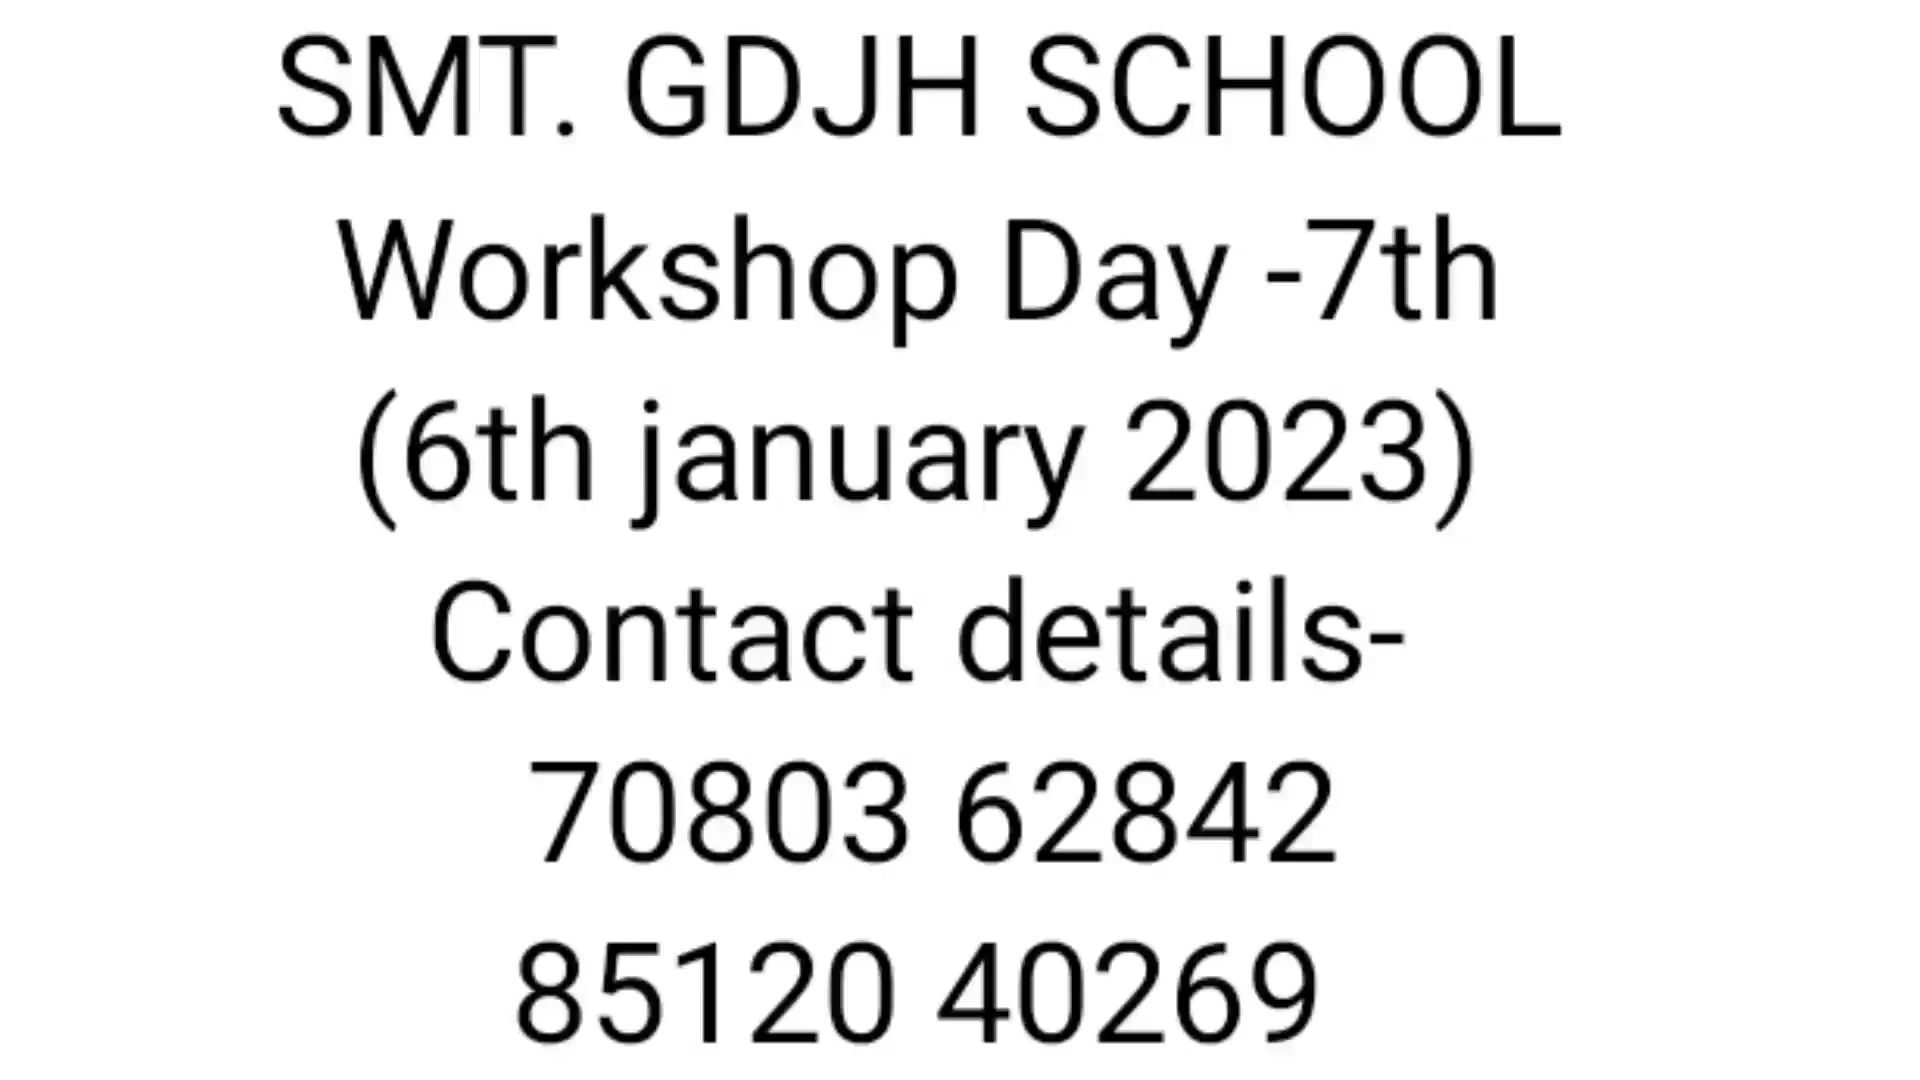 SMT. GDJH SCHOOL
Workshop Day -7th
(6th january 2023)
Contact details-
70803 62842
85120 40269